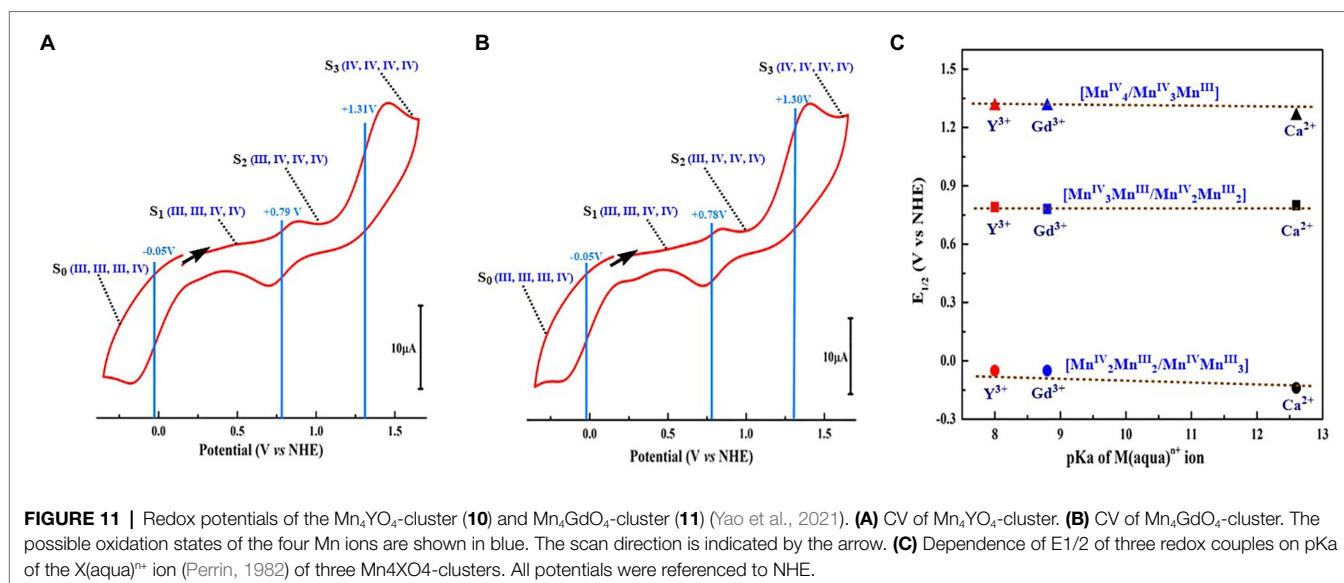 A
S₃ (IV, IV, IV, IV)
+1.31V
S₂ (III, IV, IV, IV)
S₁ (III, III, IV, IV)
+0.79 V
-0.05V
S₀ (III, III, III, IV)
10μA
0.0 0.5 1.0 1.5
Potential (V vs NHE)
B
S₃ (IV, IV, IV, IV)
+1.30V
S₂ (III, IV, IV, IV)
S₁ (III, III, IV, IV)
+0.78V
-0.05V
S₀ (III, III, III, IV)
10μA
0.0 0.5 1.0 1.5
Potential (V vs NHE)
C
E₁/₂ (V vs NHE)
1.5
1.2
0.9
0.6
0.3
0.0
-0.3
[Mnᴵⱽ₄/Mnᴵⱽ₃Mnᴵᴵᴵ]
Y³⁺ Gd³⁺ Ca²⁺
[Mnᴵⱽ₃Mnᴵᴵᴵ/Mnᴵⱽ₂Mnᴵᴵᴵ₂]
Y³⁺ Gd³⁺ Ca²⁺
[Mnᴵⱽ₂Mnᴵᴵᴵ₂/MnᴵⱽMnᴵᴵᴵ₃]
Y³⁺ Gd³⁺ Ca²⁺
8 9 10 11 12 13
pKa of M(aqua)ⁿ⁺ ion
FIGURE 11 | Redox potentials of the Mn₄YO₄-cluster (10) and Mn₄GdO₄-cluster (11) (Yao et al., 2021). (A) CV of Mn₄YO₄-cluster. (B) CV of Mn₄GdO₄-cluster. The
possible oxidation states of the four Mn ions are shown in blue. The scan direction is indicated by the arrow. (C) Dependence of E1/2 of three redox couples on pKa
of the X(aqua)ⁿ⁺ ion (Perrin, 1982) of three Mn4XO4-clusters. All potentials were referenced to NHE.